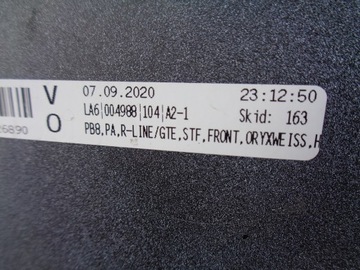 V 07.09.2020 23:12:50
LA6|004988|104|A2-1 Skid: 163
O PB8,PA,R-LINE/GTE,STF,FRONT,ORYXWEISS,H
6890